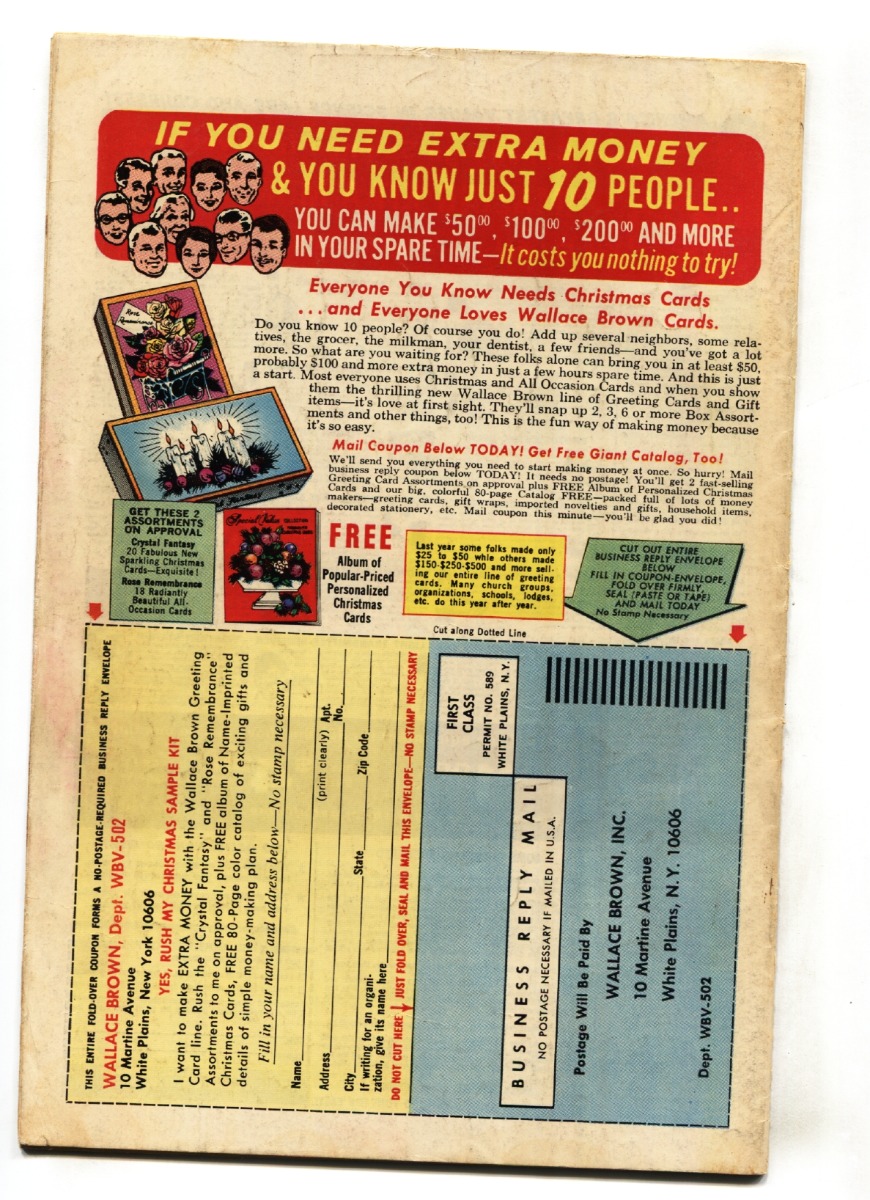 IF YOU NEED EXTRA MONEY
& YOU KNOW JUST 10 PEOPLE..
YOU CAN MAKE $50⁰⁰, $100⁰⁰, $200⁰⁰ AND MORE
IN YOUR SPARE TIME—It costs you nothing to try!
Everyone You Know Needs Christmas Cards
...and Everyone Loves Wallace Brown Cards.
Do you know 10 people? Of course you do! Add up several neighbors, some rela-
tives, the grocer, the milkman, your dentist, a few friends—and you've got a lot
more. So what are you waiting for? These folks alone can bring you in at least $50,
probably $100 and more extra money in just a few hours spare time. And this is just
a start. Most everyone uses Christmas and All Occasion Cards and when you show
them the thrilling new Wallace Brown line of Greeting Cards and Gift
items—it's love at first sight. They'll snap up 2, 3, 6 or more Box Assort-
ments and other things, too! This is the fun way of making money because
it's so easy.
Rose
Remembrance
Fantasy
Mail Coupon Below TODAY! Get Free Giant Catalog, Too!
We'll send you everything you need to start making money at once. So hurry! Mail
business reply coupon below TODAY! It needs no postage! You'll get 2 fast-selling
Greeting Card Assortments on approval plus FREE Album of Personalized Christmas
Cards and our big, colorful 80-page Catalog FREE—packed full of lots of money
makers—greeting cards, gift wraps, imported novelties and gifts, household items,
decorated stationery, etc. Mail coupon this minute—you'll be glad you did!
GET THESE 2
ASSORTMENTS
ON APPROVAL
Crystal Fantasy
20 Fabulous New
Sparkling Christmas
Cards—Exquisite!
Rose Remembrance
18 Radiantly
Beautiful All-
Occasion Cards
Special Value
FREE
Album of
Popular-Priced
Personalized
Christmas
Cards
Last year some folks made only
$25 to $50 while others made
$150-$250-$500 and more sell-
ing our entire line of greeting
cards. Many church groups,
organizations, schools, lodges,
etc. do this year after year.
CUT OUT ENTIRE
BUSINESS REPLY ENVELOPE
BELOW
FILL IN COUPON-ENVELOPE,
FOLD OVER FIRMLY,
SEAL (PASTE OR TAPE)
AND MAIL TODAY
No Stamp Necessary
Cut along Dotted Line
THIS ENTIRE FOLD-OVER COUPON FORMS A NO-POSTAGE-REQUIRED BUSINESS REPLY ENVELOPE
WALLACE BROWN, Dept. WBV-502
10 Martine Avenue
White Plains, New York 10606
YES, RUSH MY CHRISTMAS SAMPLE KIT
I want to make EXTRA MONEY with the Wallace Brown Greeting
Card line. Rush the "Crystal Fantasy" and "Rose Remembrance"
Assortments to me on approval, plus FREE album of Name-Imprinted
Christmas Cards, FREE 80-Page color catalog of exciting gifts and
details of simple money-making plan.
Fill in your name and address below—No stamp necessary
Name
(print clearly)
Address
Apt.
No.
City
State
Zip Code
If writing for an organi-
zation, give its name here
DO NOT CUT HERE JUST FOLD OVER, SEAL AND MAIL THIS ENVELOPE—NO STAMP NECESSARY
FIRST
CLASS
PERMIT NO. 589
WHITE PLAINS, N.Y.
BUSINESS REPLY MAIL
NO POSTAGE NECESSARY IF MAILED IN U.S.A.
Postage Will Be Paid By
WALLACE BROWN, INC.
10 Martine Avenue
White Plains, N.Y. 10606
Dept. WBV-502